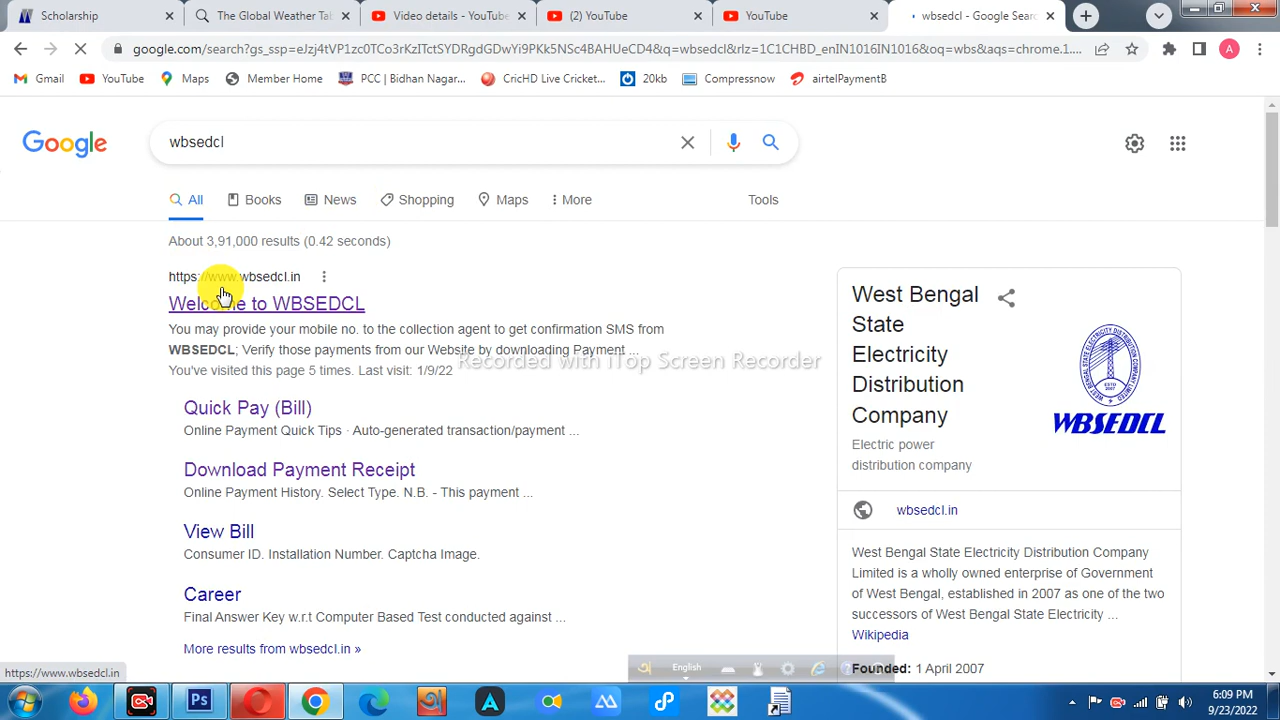 Scholarship
The Global Weather Tab
Video details - YouTube
(2) YouTube
YouTube
wbsedcl - Google Searc
google.com/search?gs_ssp=eJzj4tVP1zc0TCo3rKzITctSYDRgdGDwYi9PKk5NSc4BAHUeCD4&q=wbsedcl&rlz=1C1CHBD_enIN1016IN1016&oq=wbs&aqs=chrome.1....
Gmail
YouTube
Maps
Member Home
PCC | Bidhan Nagar...
CricHD Live Cricket...
20kb
Compressnow
airtelPaymentB
A
Google
wbsedcl
All
Books
News
Shopping
Maps
More
Tools
About 3,91,000 results (0.42 seconds)
https://www.wbsedcl.in
Welcome to WBSEDCL
You may provide your mobile no. to the collection agent to get confirmation SMS from
WBSEDCL; Verify those payments from our Website by downloading Payment ...
You've visited this page 5 times. Last visit: 1/9/22
Recorded with iTop Screen Recorder
Quick Pay (Bill)
Online Payment Quick Tips · Auto-generated transaction/payment ...
Download Payment Receipt
Online Payment History. Select Type. N.B. - This payment ...
View Bill
Consumer ID. Installation Number. Captcha Image.
Career
Final Answer Key w.r.t Computer Based Test conducted against ...
More results from wbsedcl.in »
West Bengal
State
Electricity
Distribution
Company
Electric power
distribution company
WBSEDCL
wbsedcl.in
West Bengal State Electricity Distribution Company
Limited is a wholly owned enterprise of Government
of West Bengal, established in 2007 as one of the two
successors of West Bengal State Electricity ...
Wikipedia
Founded: 1 April 2007
https://www.wbsedcl.in
English
Ps
6:09 PM
9/23/2022